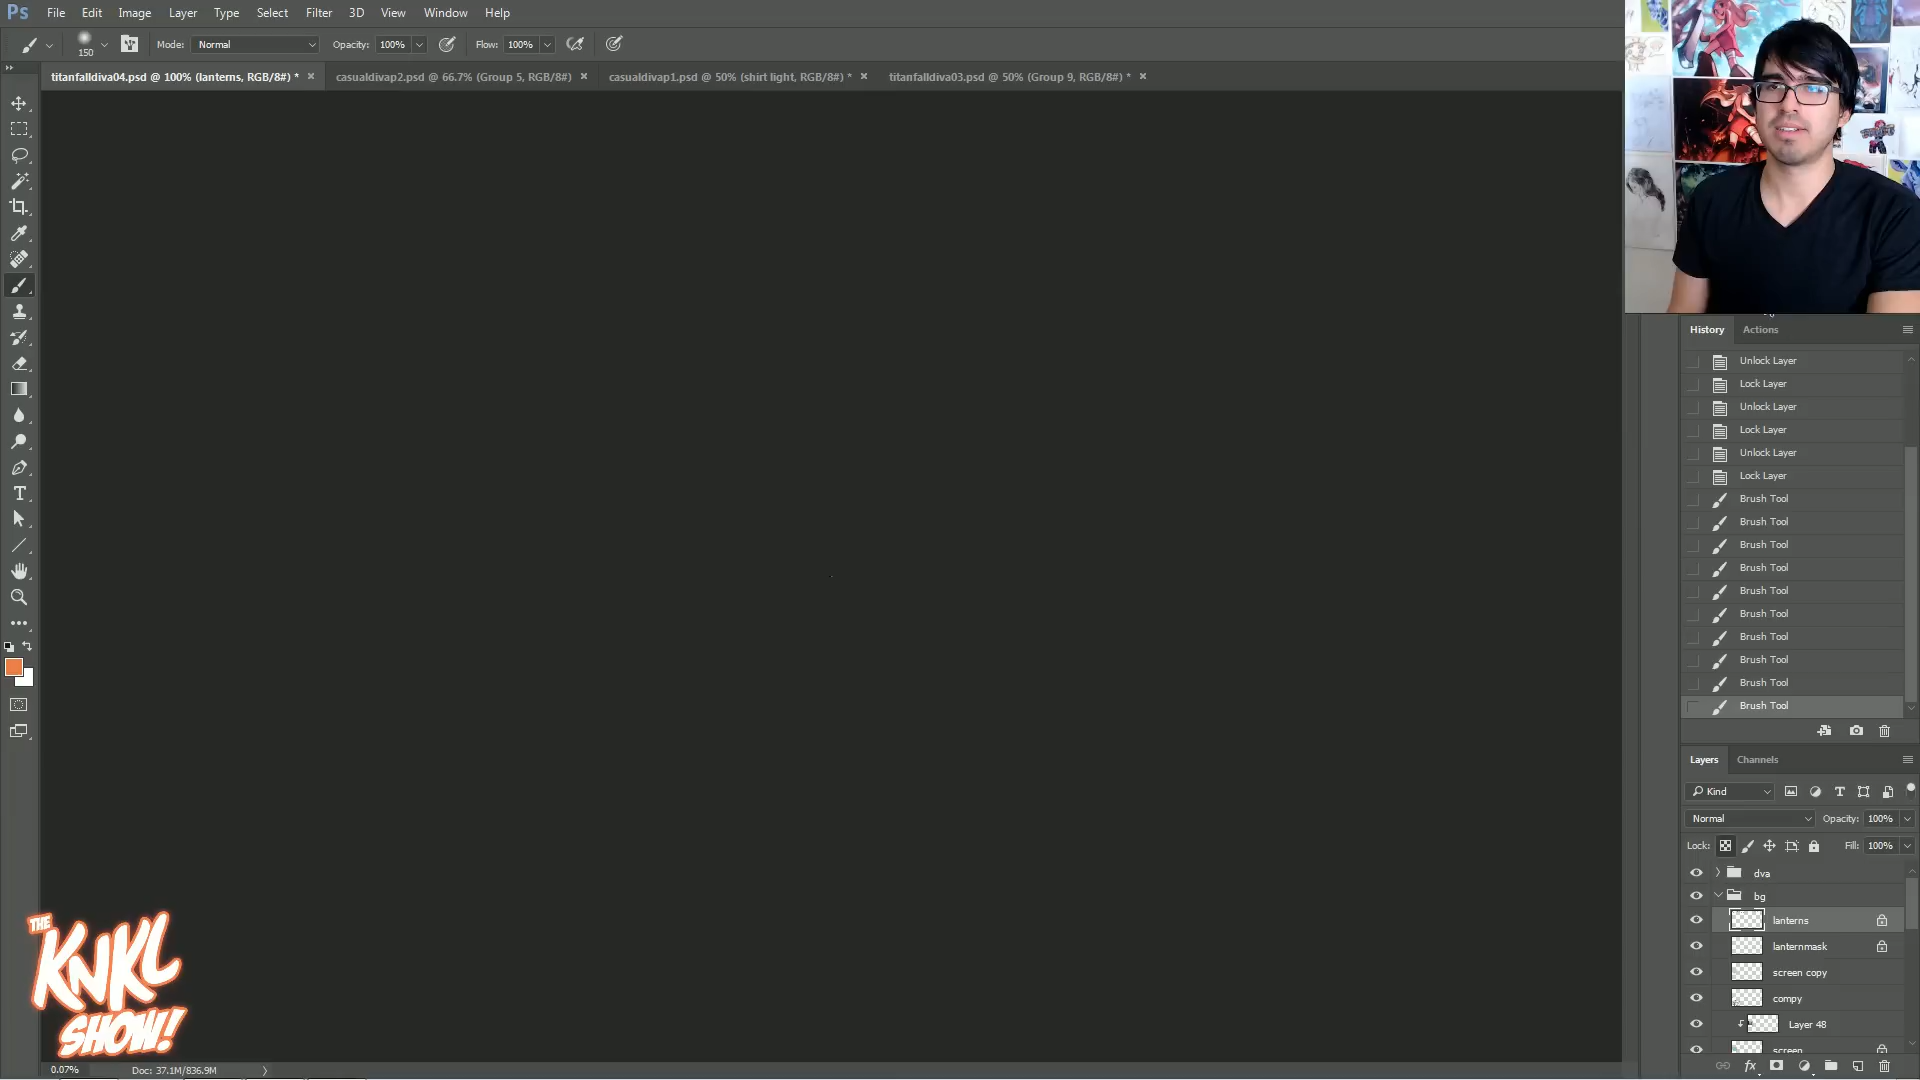 Ps File Edit Image Layer Type Select Filter 3D View Window Help
150 Mode: Normal Opacity: 100% Flow: 100%
titanfalldiva04.psd @ 100% (lanterns, RGB/8#) * × casualdivap2.psd @ 66.7% (Group 5, RGB/8#) × casualdivap1.psd @ 50% (shirt light, RGB/8#) * × titanfalldiva03.psd @ 50% (Group 9, RGB/8#) * ×
History Actions
Unlock Layer
Lock Layer
Unlock Layer
Lock Layer
Unlock Layer
Lock Layer
Brush Tool
Brush Tool
Brush Tool
Brush Tool
Brush Tool
Brush Tool
Brush Tool
Brush Tool
Brush Tool
Brush Tool
Layers Channels
Kind
Normal Opacity: 100%
Lock: Fill: 100%
dva
bg
lanterns
lanternmask
screen copy
compy
Layer 48
screen
fx
THE
KNKL
SHOW!
0.07% Doc: 37.1M/836.9M